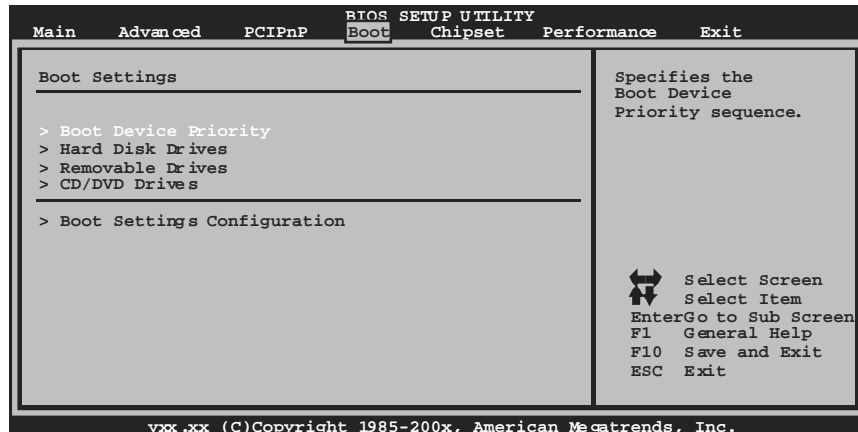 BIOS SETUP UTILITY
Main Advanced PCIPnP Boot Chipset Performance Exit
Boot Settings
> Boot Device Priority
> Hard Disk Drives
> Removable Drives
> CD/DVD Drives
> Boot Settings Configuration
Specifies the
Boot Device
Priority sequence.
Select Screen
Select Item
Enter Go to Sub Screen
F1 General Help
F10 Save and Exit
ESC Exit
vxx.xx (C)Copyright 1985-200x, American Megatrends, Inc.